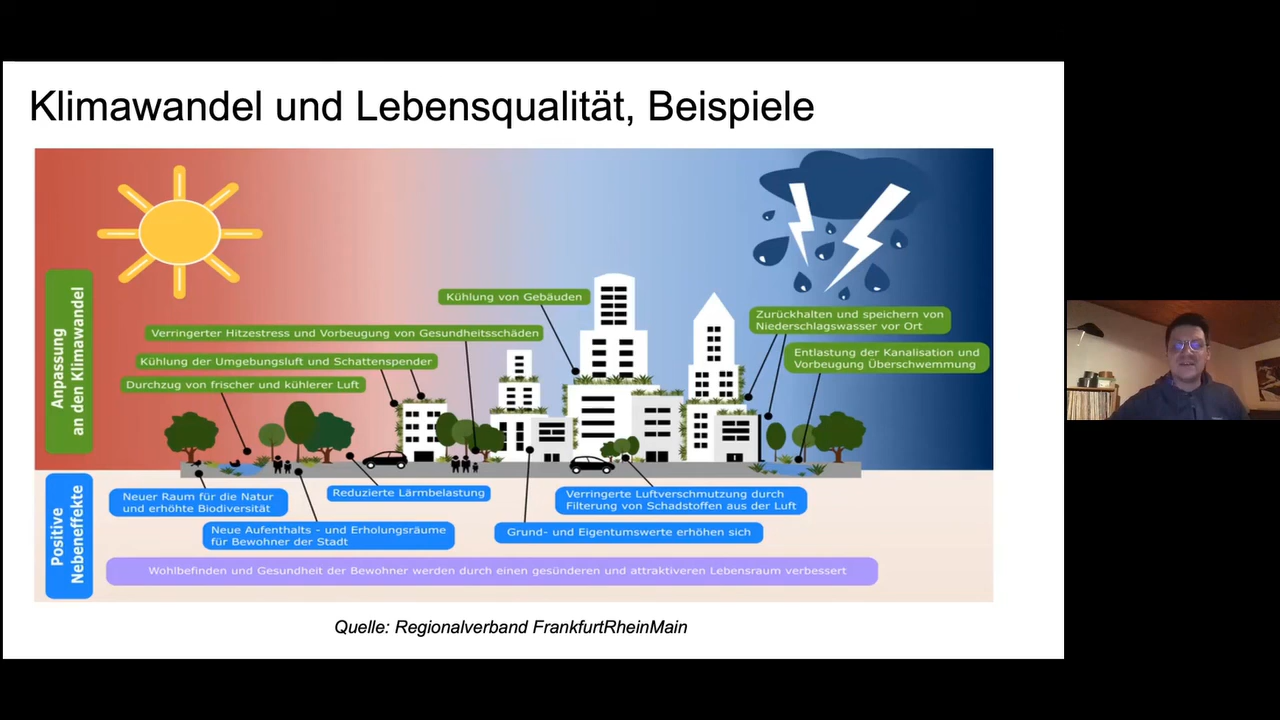 Klimawandel und Lebensqualität, Beispiele
Anpassung
an den Klimawandel
Kühlung von Gebäuden
Verringerter Hitzestress und Vorbeugung von Gesundheitsschäden
Kühlung der Umgebungsluft und Schattenspender
Durchzug von frischer und kühlerer Luft
Zurückhalten und speichern von
Niederschlagswasser vor Ort
Entlastung der Kanalisation und
Vorbeugung Überschwemmung
Positive
Nebeneffekte
Neuer Raum für die Natur
und erhöhte Biodiversität
Reduzierte Lärmbelastung
Verringerte Luftverschmutzung durch
Filterung von Schadstoffen aus der Luft
Neue Aufenthalts - und Erholungsräume
für Bewohner der Stadt
Grund- und Eigentumswerte erhöhen sich
Wohlbefinden und Gesundheit der Bewohner werden durch einen gesünderen und attraktiveren Lebensraum verbessert
Quelle: Regionalverband FrankfurtRheinMain